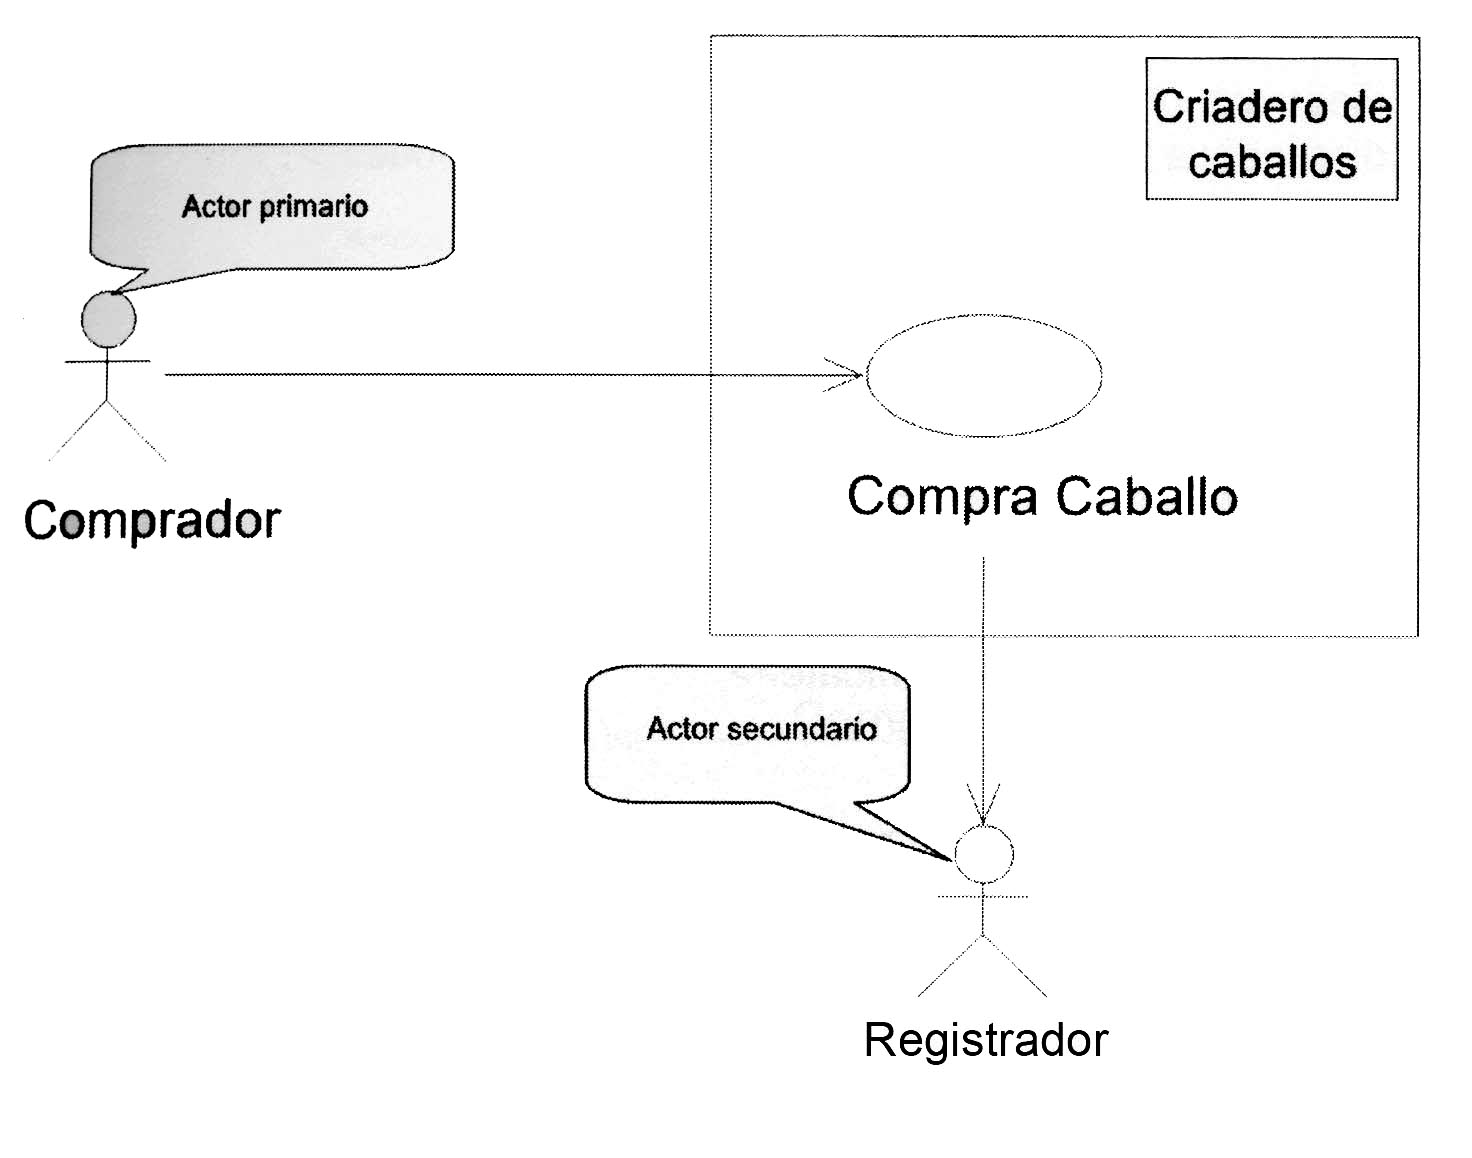 Criadero de
caballos
Actor primario
Comprador
Compra Caballo
Actor secundario
Registrador